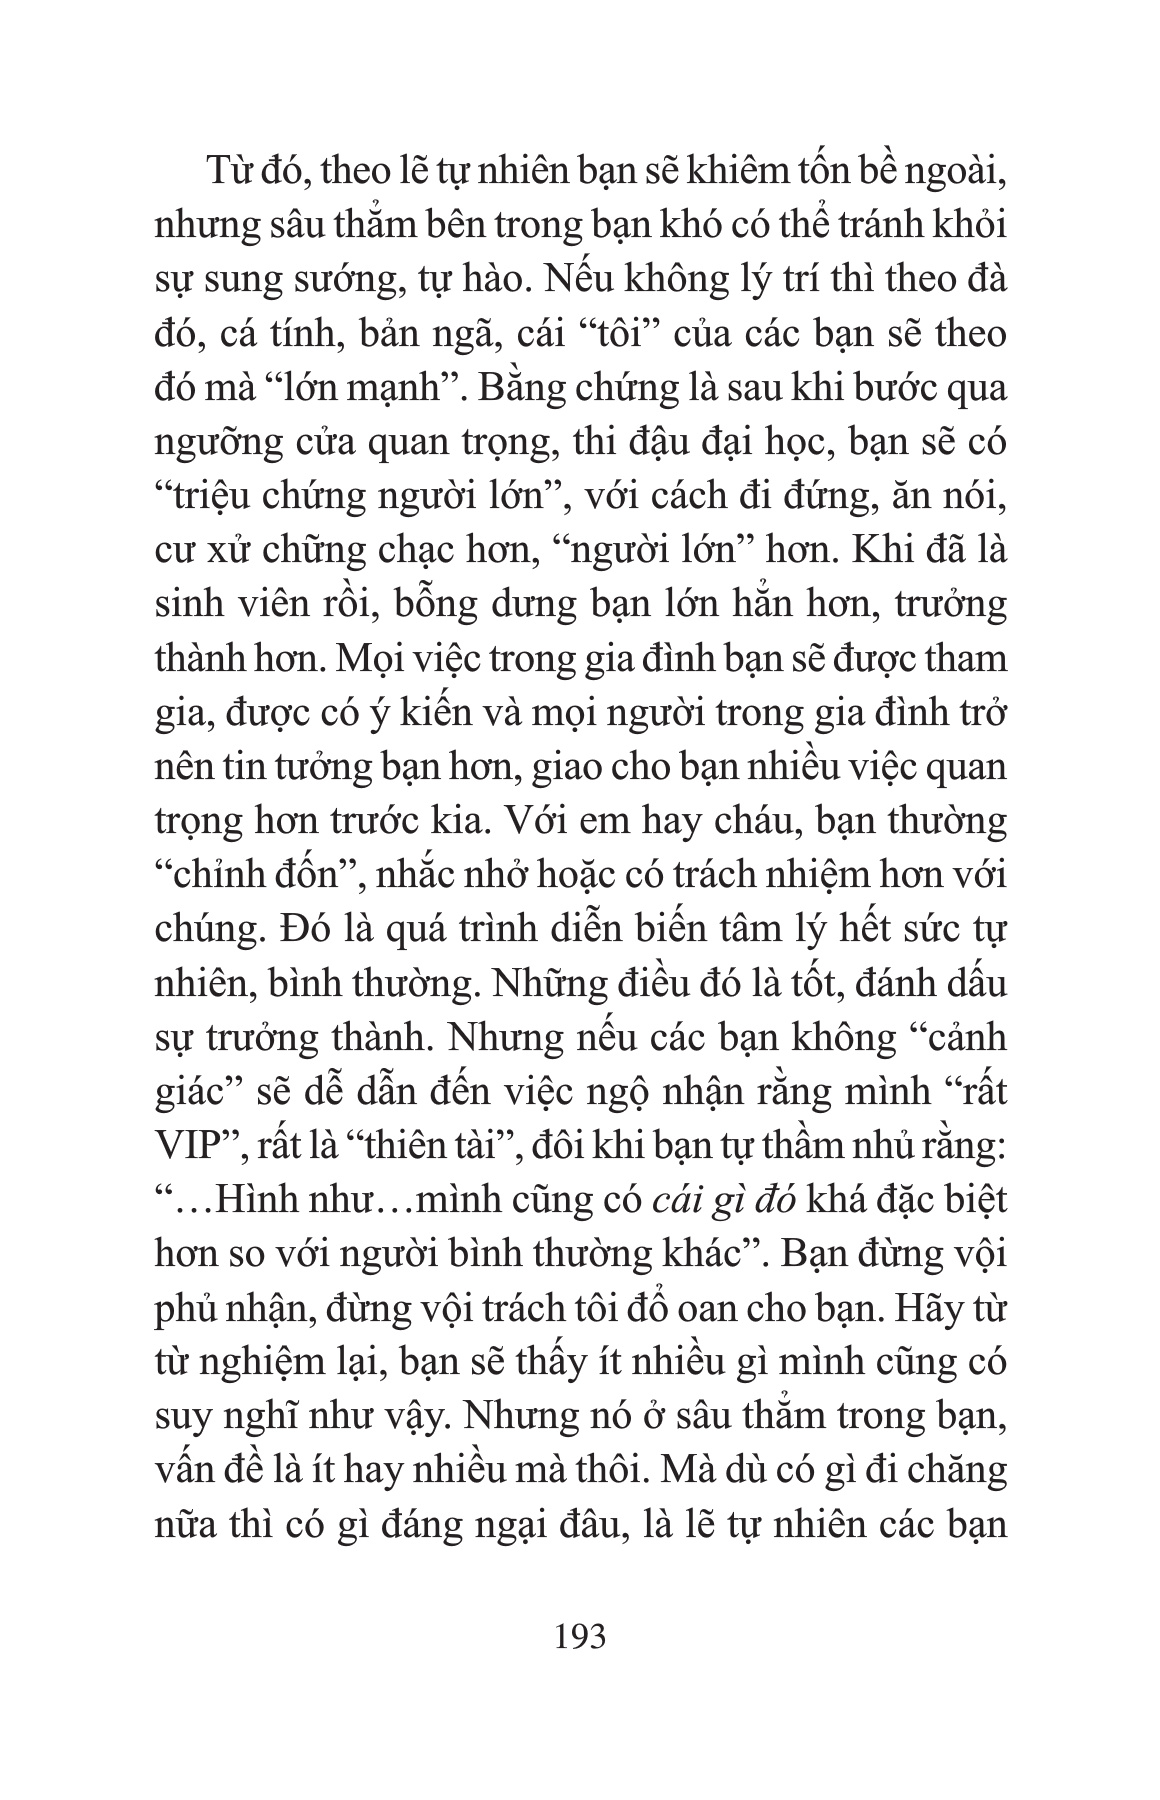 Từ đó, theo lẽ tự nhiên bạn sẽ khiêm tốn bề ngoài,
nhưng sâu thẳm bên trong bạn khó có thể tránh khỏi
sự sung sướng, tự hào. Nếu không lý trí thì theo đà
đó, cá tính, bản ngã, cái “tôi” của các bạn sẽ theo
đó mà “lớn mạnh”. Bằng chứng là sau khi bước qua
ngưỡng cửa quan trọng, thi đậu đại học, bạn sẽ có
“triệu chứng người lớn”, với cách đi đứng, ăn nói,
cư xử chững chạc hơn, “người lớn” hơn. Khi đã là
sinh viên rồi, bỗng dưng bạn lớn hẳn hơn, trưởng
thành hơn. Mọi việc trong gia đình bạn sẽ được tham
gia, được có ý kiến và mọi người trong gia đình trở
nên tin tưởng bạn hơn, giao cho bạn nhiều việc quan
trọng hơn trước kia. Với em hay cháu, bạn thường
“chỉnh đốn”, nhắc nhở hoặc có trách nhiệm hơn với
chúng. Đó là quá trình diễn biến tâm lý hết sức tự
nhiên, bình thường. Những điều đó là tốt, đánh dấu
sự trưởng thành. Nhưng nếu các bạn không “cảnh
giác” sẽ dễ dẫn đến việc ngộ nhận rằng mình “rất
VIP”, rất là “thiên tài”, đôi khi bạn tự thầm nhủ rằng:
“…Hình như…mình cũng có cái gì đó khá đặc biệt
hơn so với người bình thường khác”. Bạn đừng vội
phủ nhận, đừng vội trách tôi đổ oan cho bạn. Hãy từ
từ nghiệm lại, bạn sẽ thấy ít nhiều gì mình cũng có
suy nghĩ như vậy. Nhưng nó ở sâu thẳm trong bạn,
vấn đề là ít hay nhiều mà thôi. Mà dù có gì đi chăng
nữa thì có gì đáng ngại đâu, là lẽ tự nhiên các bạn
193